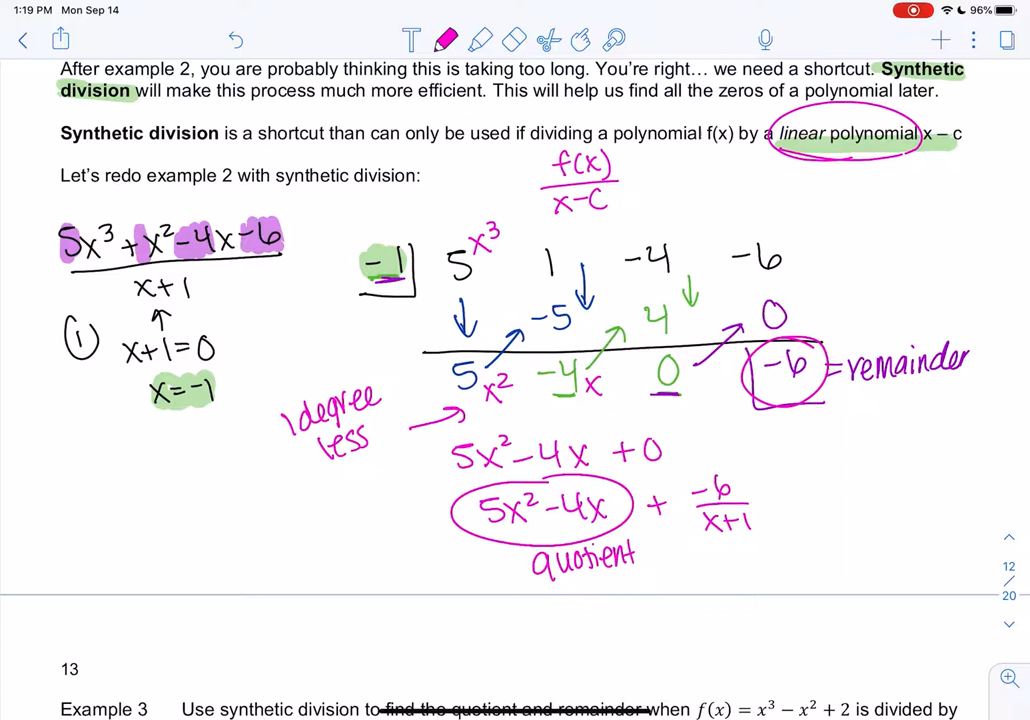 1:19 PM Mon Sep 14
96%
After example 2, you are probably thinking this is taking too long. You're right… we need a shortcut. Synthetic
division will make this process much more efficient. This will help us find all the zeros of a polynomial later.
Synthetic division is a shortcut than can only be used if dividing a polynomial f(x) by a linear polynomial x – c
Let's redo example 2 with synthetic division:
f(x)
x-c
5x³ + x² - 4x - 6
x+1
① x+1=0
x=-1
-1 5 x³ 1 -4 -6
-5 4 0
5 x² -4 x 0 -6 = remainder
1 degree
less
5x² - 4x + 0
5x² - 4x + -6
x+1
quotient
12
/
20
13
Example 3 Use synthetic division to find the quotient and remainder when f(x) = x³ − x² + 2 is divided by